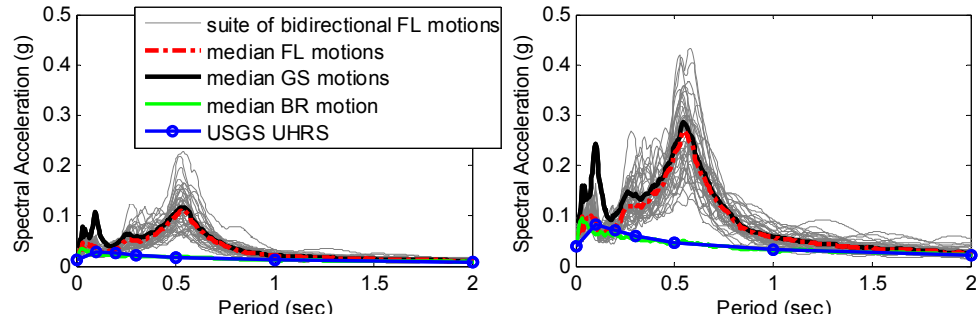 suite of bidirectional FL motions
median FL motions
median GS motions
median BR motion
USGS UHRS
Spectral Acceleration (g)
0.5
0.4
0.3
0.2
0.1
0
0 0.5 1 1.5 2
Period (sec)
Spectral Acceleration (g)
0.5
0.4
0.3
0.2
0.1
0
0 0.5 1 1.5 2
Period (sec)